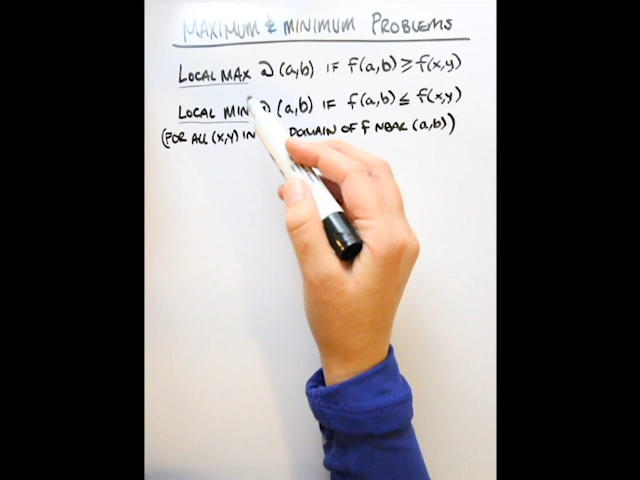 MAXIMUM & MINIMUM PROBLEMS
LOCAL MAX @ (a,b) IF f(a,b) ≥ f(x,y)
LOCAL MIN @ (a,b) IF f(a,b) ≤ f(x,y)
(FOR ALL (x,y) IN DOMAIN OF f NEAR (a,b))